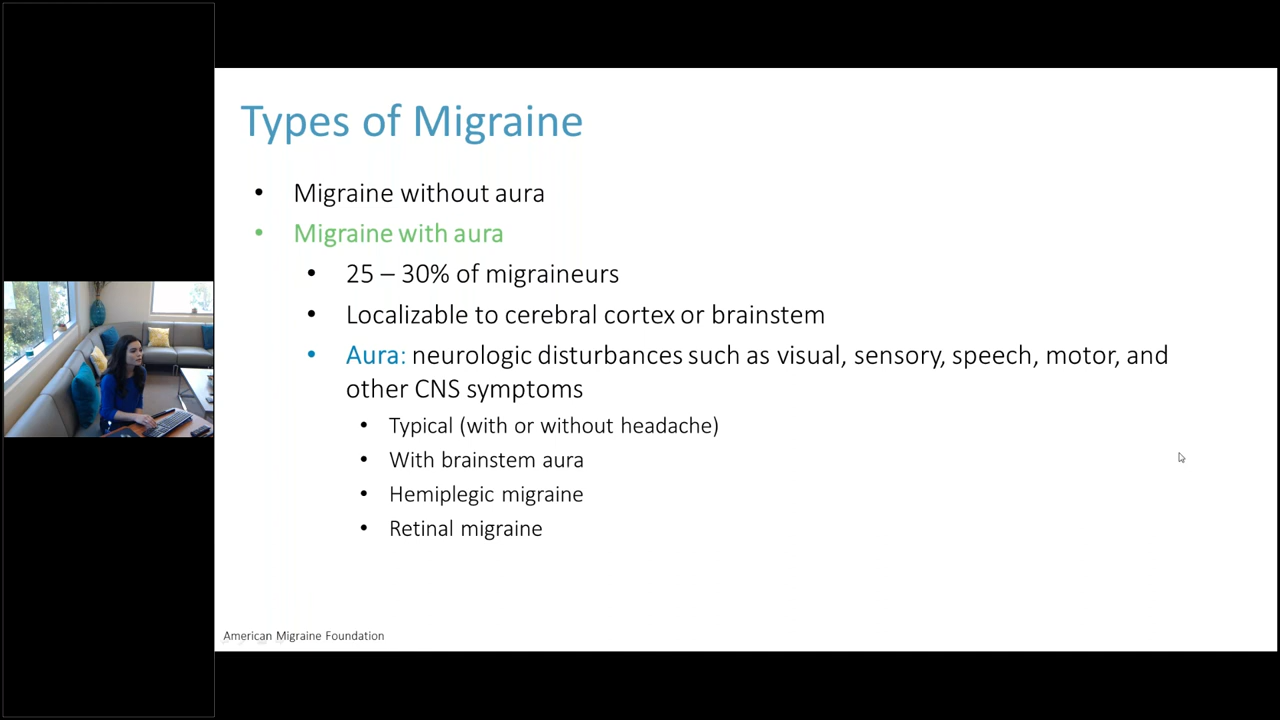 Types of Migraine
• Migraine without aura
• Migraine with aura
• 25 – 30% of migraineurs
• Localizable to cerebral cortex or brainstem
• Aura: neurologic disturbances such as visual, sensory, speech, motor, and
other CNS symptoms
• Typical (with or without headache)
• With brainstem aura
• Hemiplegic migraine
• Retinal migraine
American Migraine Foundation